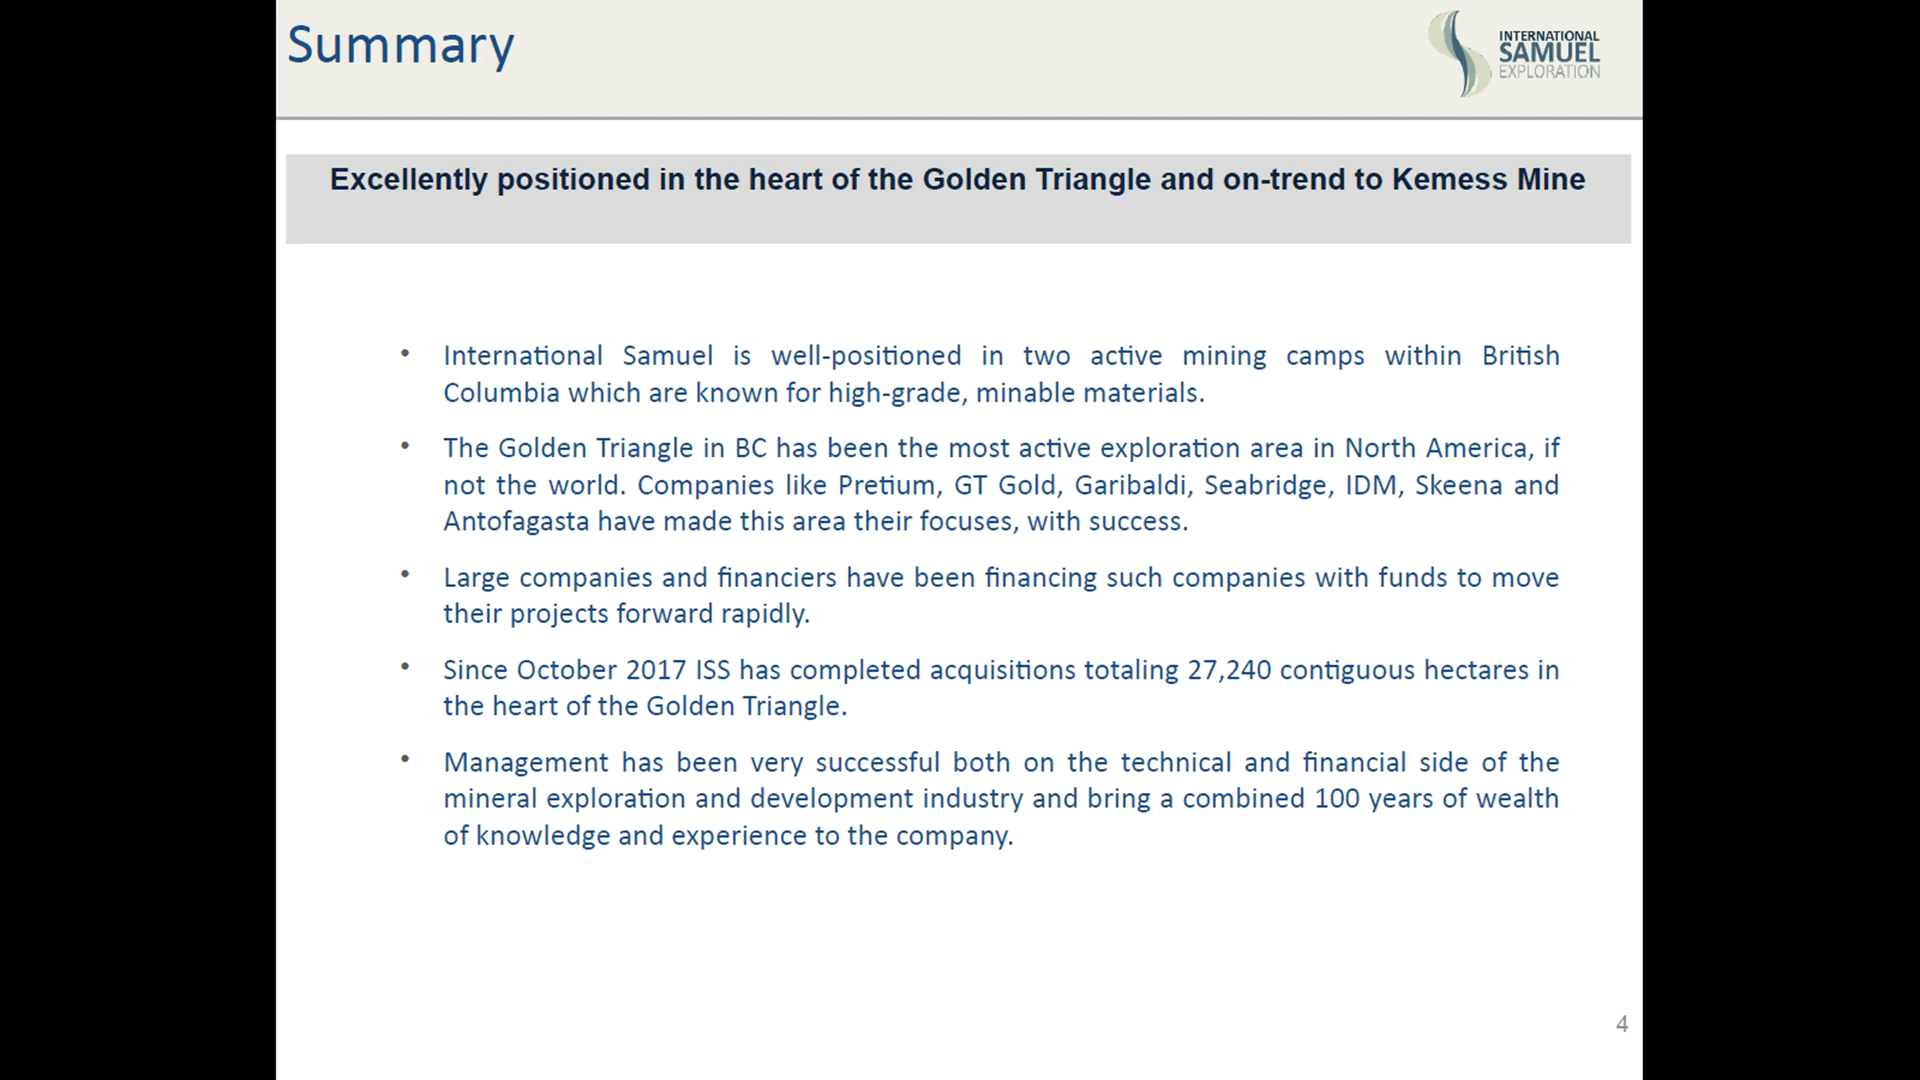 Summary
INTERNATIONAL
SAMUEL
EXPLORATION
Excellently positioned in the heart of the Golden Triangle and on-trend to Kemess Mine
• International Samuel is well-positioned in two active mining camps within British
Columbia which are known for high-grade, minable materials.
• The Golden Triangle in BC has been the most active exploration area in North America, if
not the world. Companies like Pretium, GT Gold, Garibaldi, Seabridge, IDM, Skeena and
Antofagasta have made this area their focuses, with success.
• Large companies and financiers have been financing such companies with funds to move
their projects forward rapidly.
• Since October 2017 ISS has completed acquisitions totaling 27,240 contiguous hectares in
the heart of the Golden Triangle.
• Management has been very successful both on the technical and financial side of the
mineral exploration and development industry and bring a combined 100 years of wealth
of knowledge and experience to the company.
4